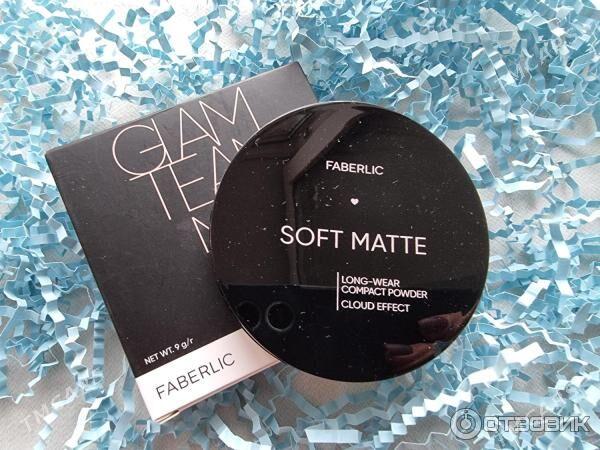 GLAM
TEAM
NET WT. 9 g/r
FABERLIC
FABERLIC
SOFT MATTE
LONG-WEAR
COMPACT POWDER
CLOUD EFFECT
ОТЗОВИК